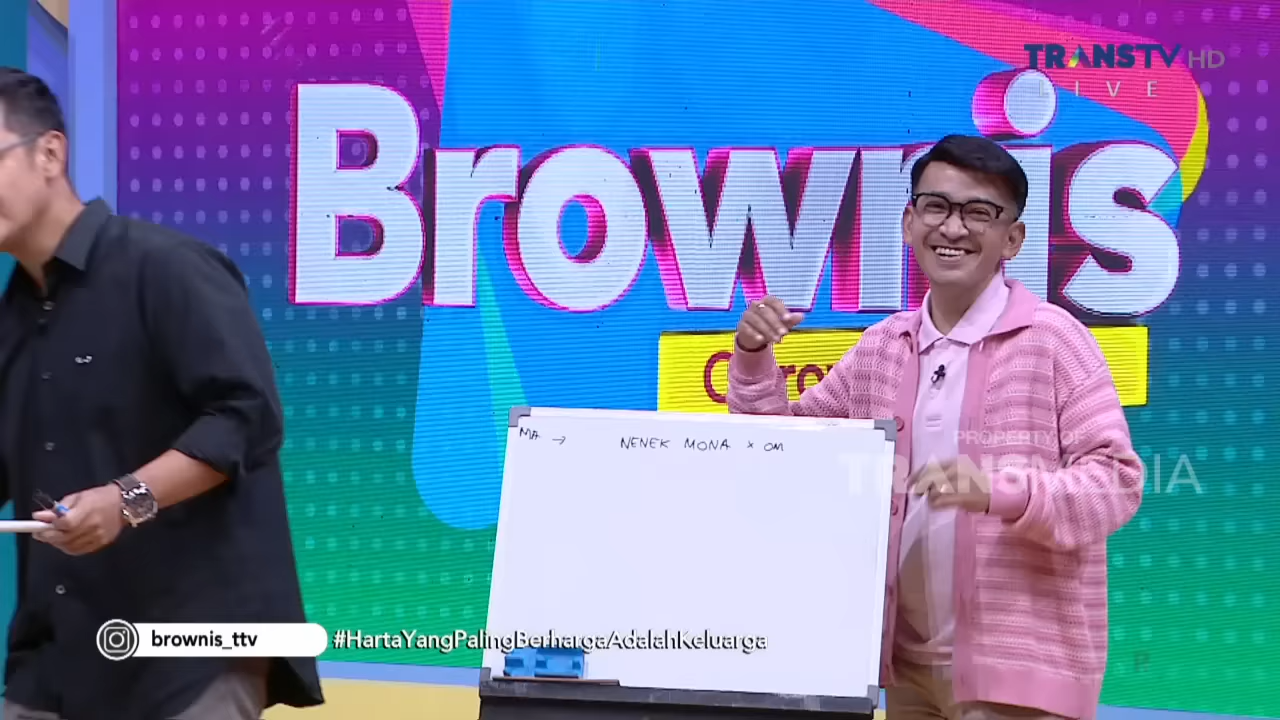 TRANSTV HD
LIVE
Brownis
MA → NENEK MONA x OM
PROPERTY OF
TRANSMEDIA
brownis_ttv #HartaYangPalingBerhargaAdalahKeluarga